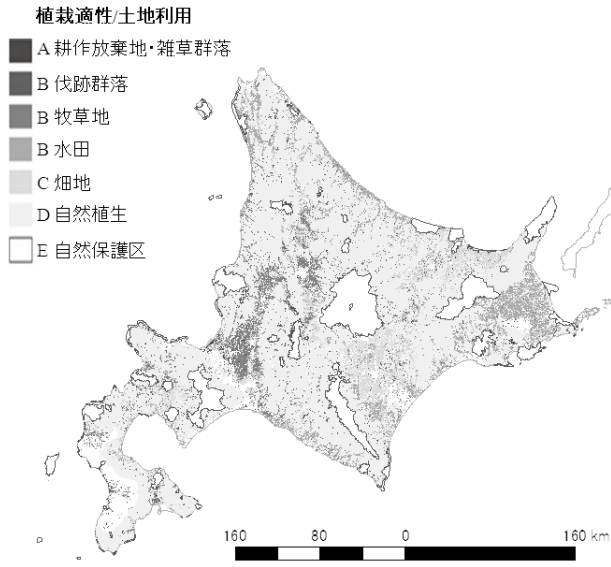 植栽適性/土地利用
A 耕作放棄地・雑草群落
B 伐跡群落
B 牧草地
B 水田
C 畑地
D 自然植生
E 自然保護区
160 80 0 160 km